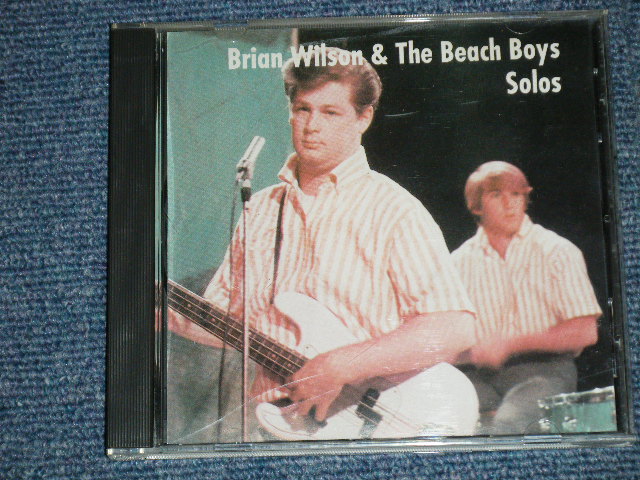 Brian Wilson & The Beach Boys
Solos